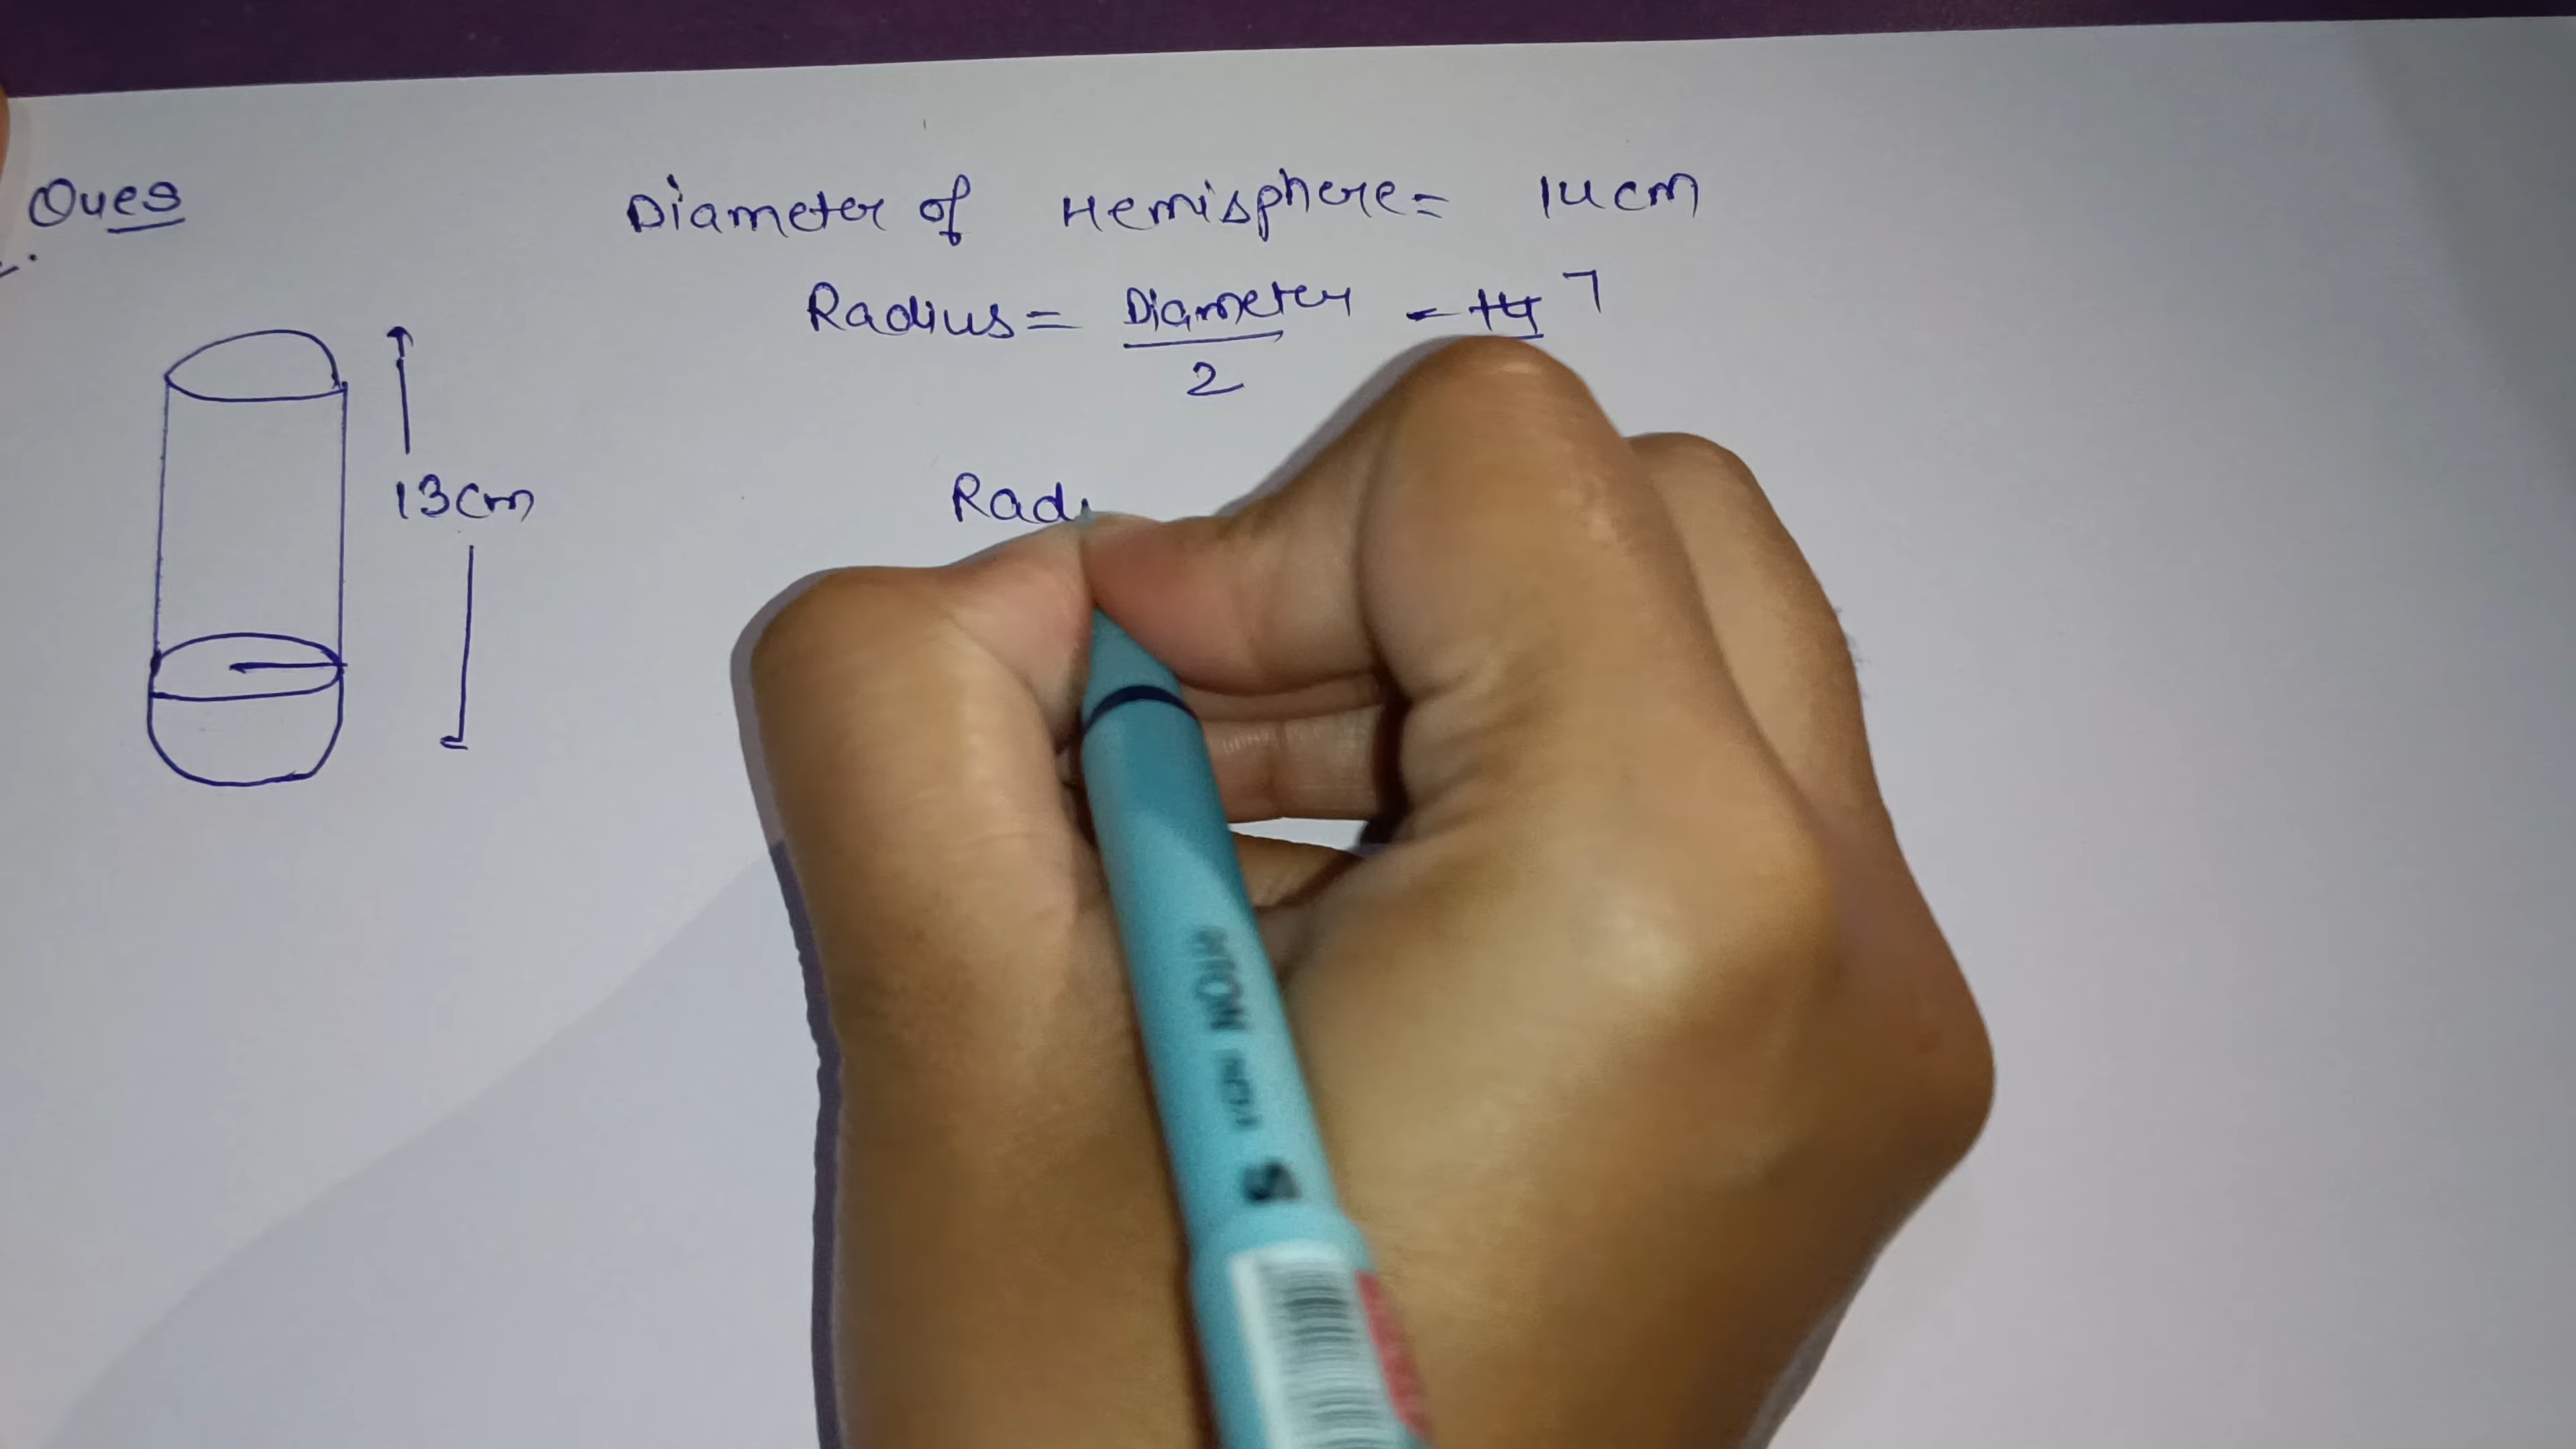 Ques
Diameter of Hemisphere = 14cm
Radius = Diameter = 14 7
2
13cm
Rad